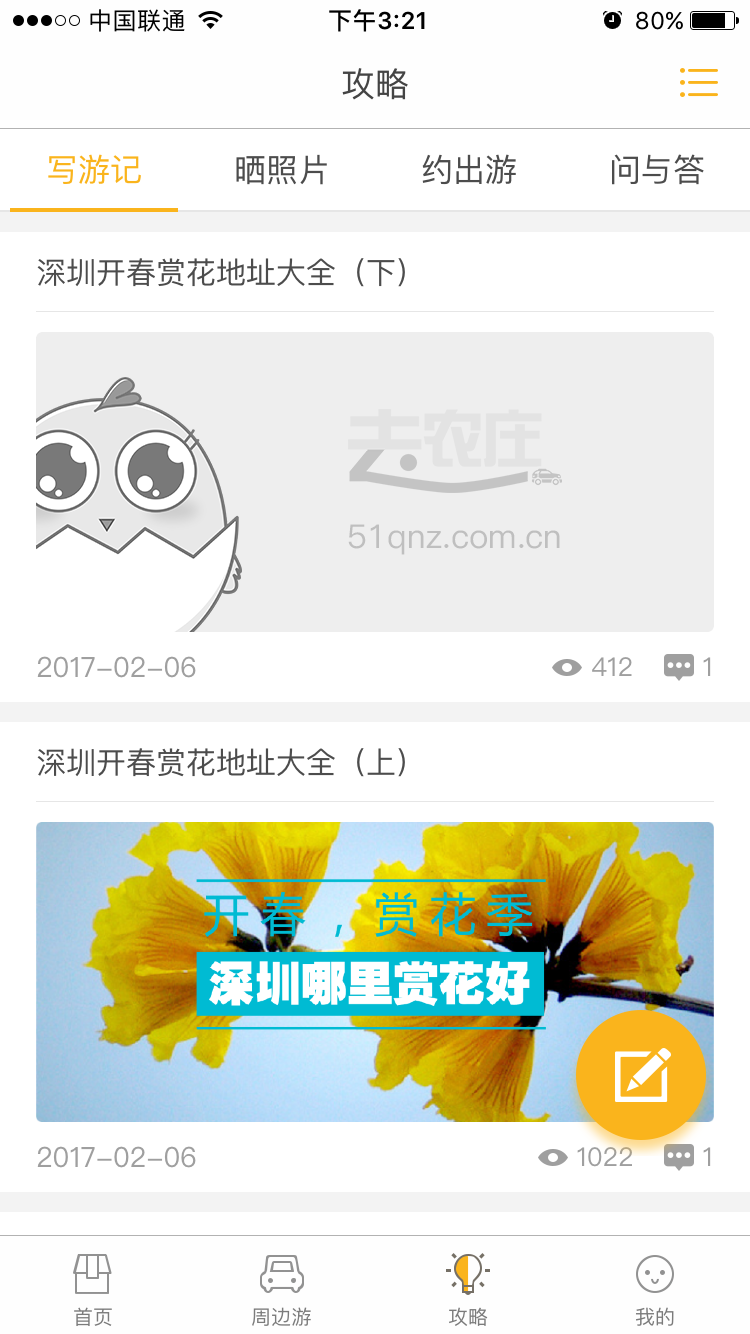 中国联通
下午3:21
80%
攻略
写游记
晒照片
约出游
问与答
深圳开春赏花地址大全（下）
去农庄
51qnz.com.cn
2017-02-06
412
1
深圳开春赏花地址大全（上）
开春，赏花季
深圳哪里赏花好
2017-02-06
1022
1
首页
周边游
攻略
我的